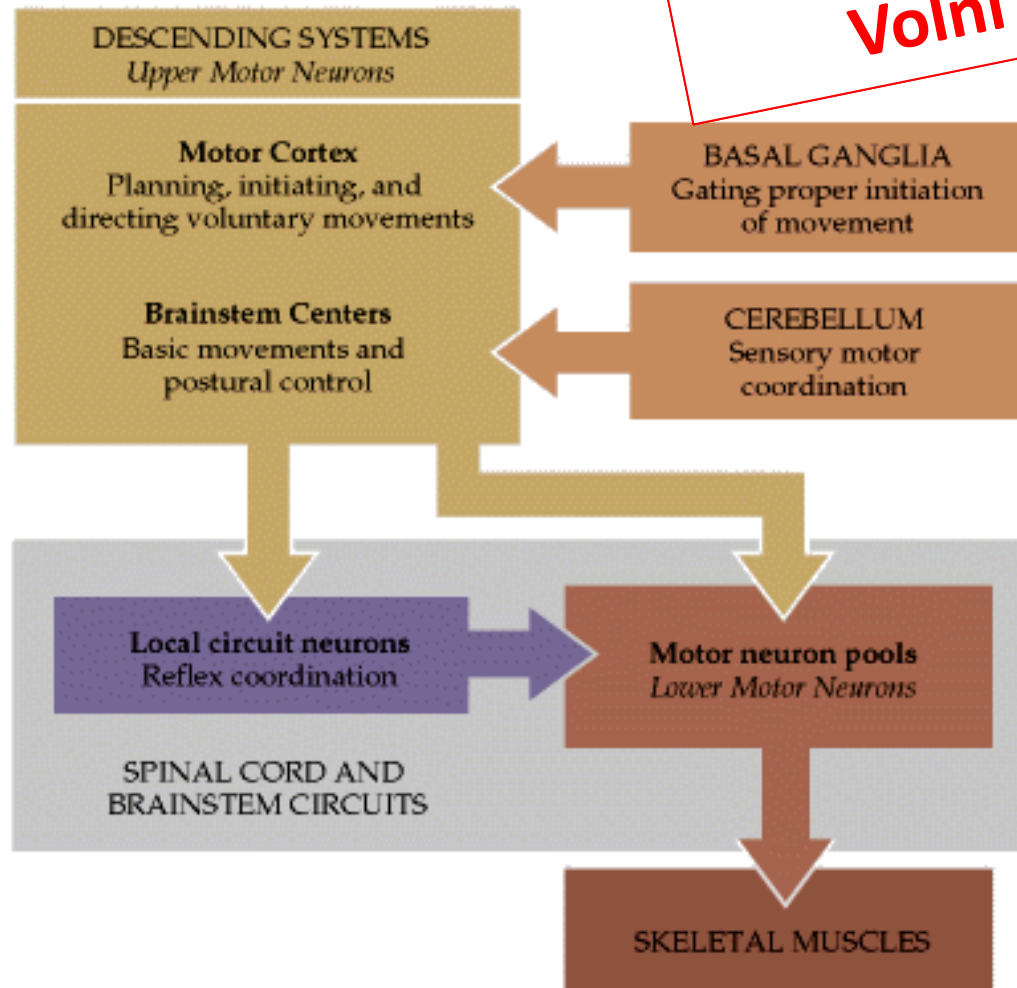 Volni
DESCENDING SYSTEMS
Upper Motor Neurons
Motor Cortex
Planning, initiating, and
directing voluntary movements
BASAL GANGLIA
Gating proper initiation
of movement
Brainstem Centers
Basic movements and
postural control
CEREBELLUM
Sensory motor
coordination
Local circuit neurons
Reflex coordination
Motor neuron pools
Lower Motor Neurons
SPINAL CORD AND
BRAINSTEM CIRCUITS
SKELETAL MUSCLES